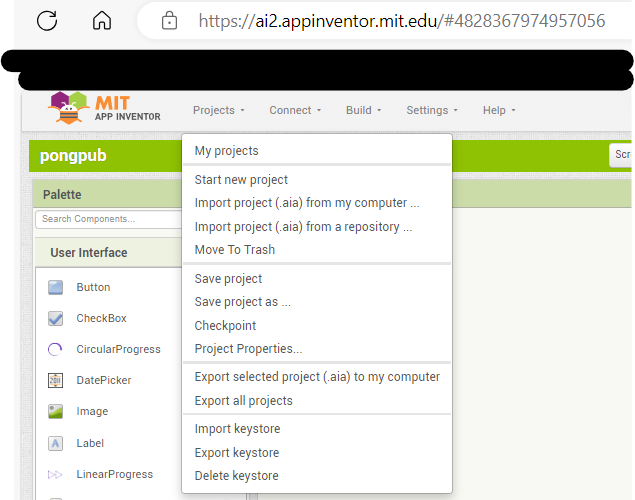 https://ai2.appinventor.mit.edu/#4828367974957056
MIT
APP INVENTOR
Projects
Connect
Build
Settings
Help
pongpub
Scr
Palette
Search Components...
User Interface
Button
CheckBox
CircularProgress
DatePicker
Image
Label
LinearProgress
My projects
Start new project
Import project (.aia) from my computer ...
Import project (.aia) from a repository ...
Move To Trash
Save project
Save project as ...
Checkpoint
Project Properties...
Export selected project (.aia) to my computer
Export all projects
Import keystore
Export keystore
Delete keystore